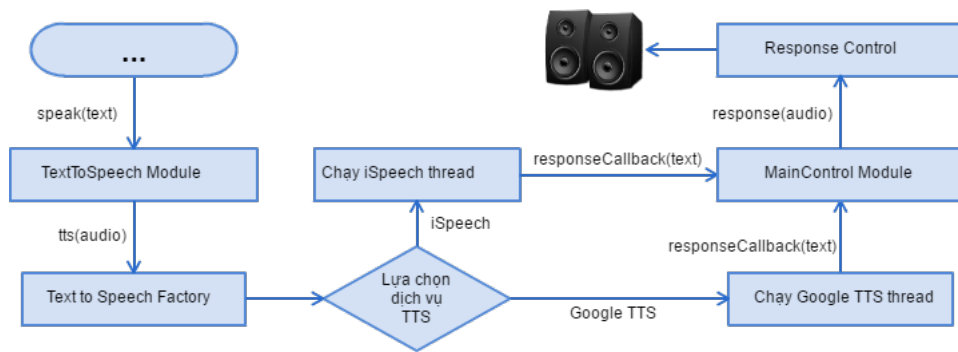 ...
speak(text)
TexttToSpeech Module
tts(audio)
Text to Speech Factory
Lựa chọn
dịch vụ
TTS
iSpeech
Chạy iSpeech thread
responseCallback(text)
Google TTS
Chạy Google TTS thread
responseCallback(text)
MainControl Module
response(audio)
Response Control